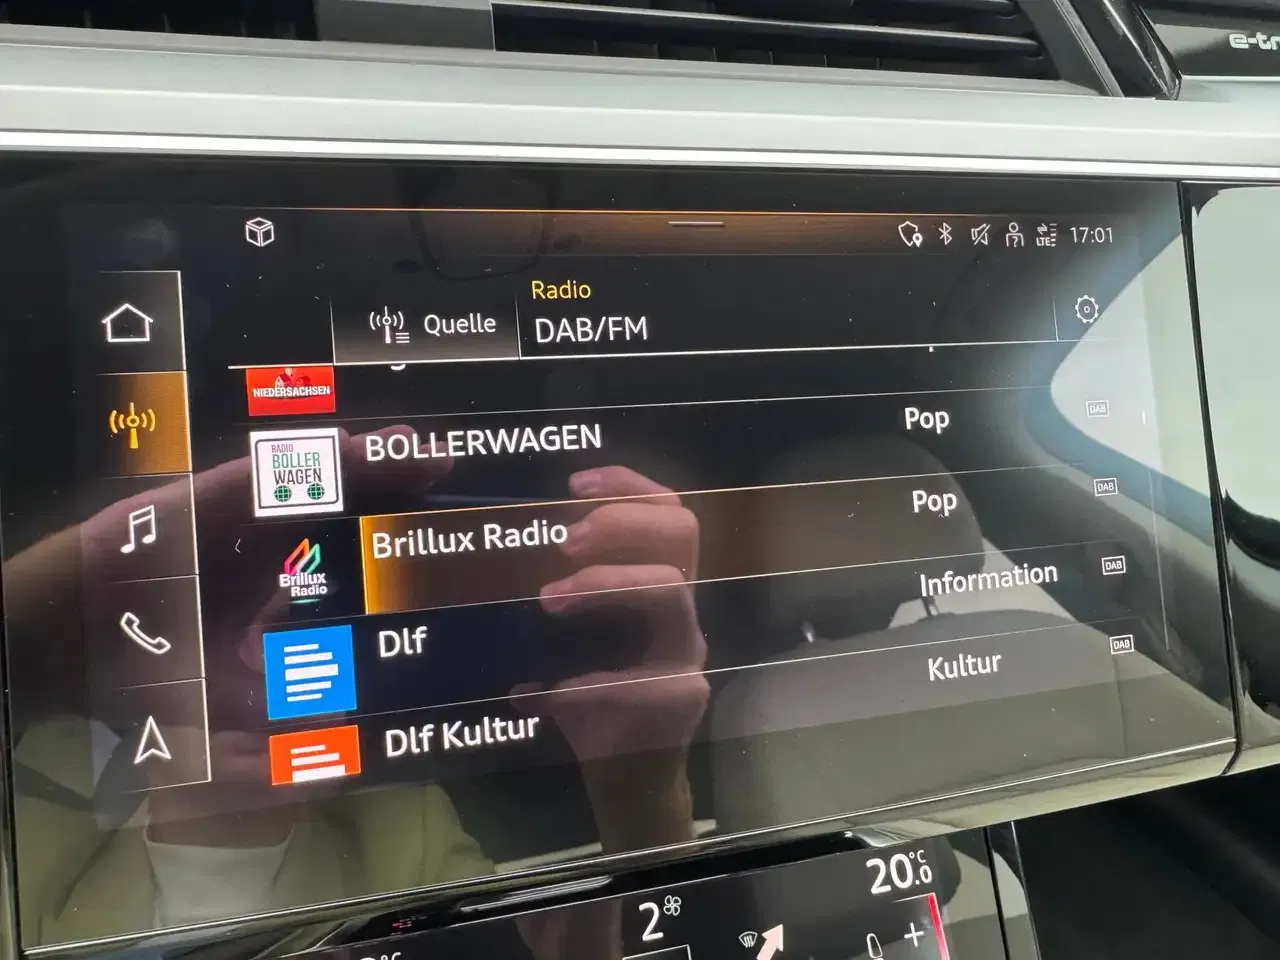 e-tr
LTE 17:01
Radio
Quelle DAB/FM
NIEDERSACHSEN
RADIO
BOLLER
WAGEN
BOLLERWAGEN Pop DAB
Brillux
Radio
Brillux Radio Pop DAB
Dlf Information DAB
Dlf Kultur Kultur DAB
20.0 °C
2
°C
+